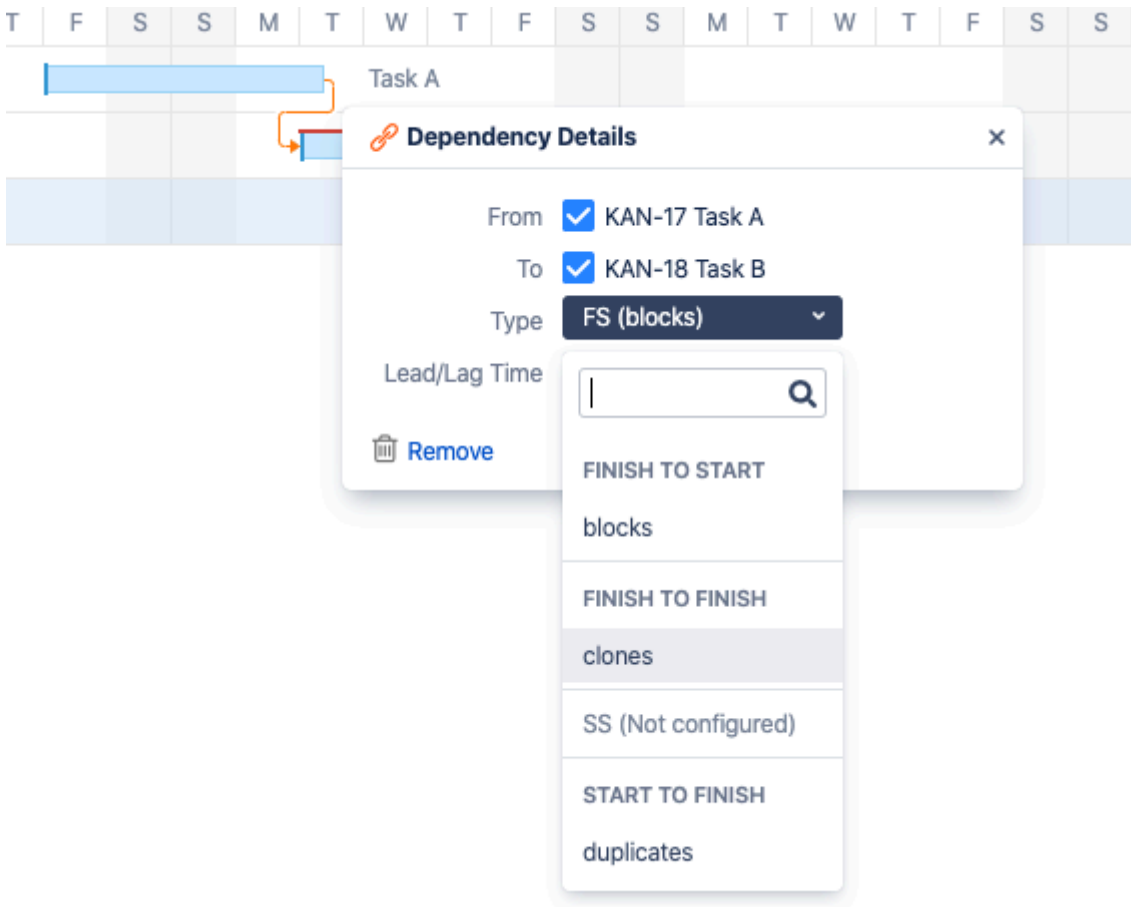 T F S S M T W T F S S M T W T F S S
Task A
Dependency Details
From KAN-17 Task A
To KAN-18 Task B
Type FS (blocks)
Lead/Lag Time
Remove
FINISH TO START
blocks
FINISH TO FINISH
clones
SS (Not configured)
START TO FINISH
duplicates